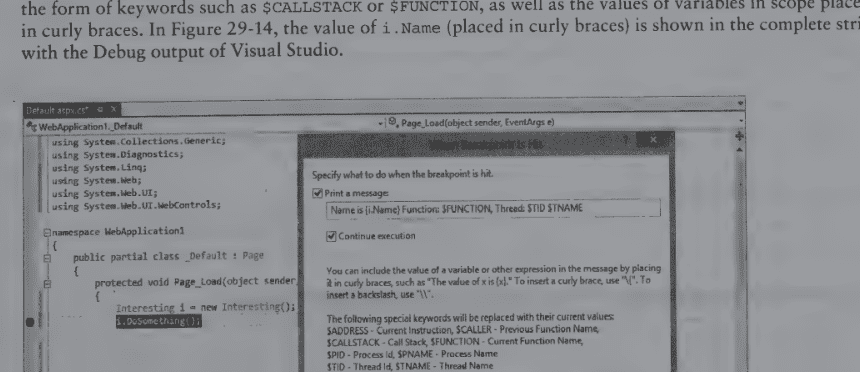 the form of keywords such as $CALLSTACK or $FUNCTION, as well as the values of variables in scope place
in curly braces. In Figure 29-14, the value of i.Name (placed in curly braces) is shown in the complete stri
with the Debug output of Visual Studio.
Default.aspx.cs*
WebApplication1._Default
Page_Load(object sender, EventArgs e)
using System.Collections.Generic;
using System.Diagnostics;
using System.Linq;
using System.Web;
using System.Web.UI;
using System.Web.UI.WebControls;
namespace WebApplication1
{
public partial class _Default : Page
{
protected void Page_Load(object sender,
{
Interesting i = new Interesting();
i.DoSomething();
When Breakpoint Is Hit
? X
Specify what to do when the breakpoint is hit.
Print a message:
Name is {i.Name} Function: $FUNCTION, Thread: $TID $TNAME
Continue execution
You can include the value of a variable or other expression in the message by placing
it in curly braces, such as "The value of x is {x}." To insert a curly brace, use "\{". To
insert a backslash, use "\\".
The following special keywords will be replaced with their current values:
$ADDRESS - Current Instruction, $CALLER - Previous Function Name,
$CALLSTACK - Call Stack, $FUNCTION - Current Function Name,
$PID - Process Id, $PNAME - Process Name
$TID - Thread Id, $TNAME - Thread Name